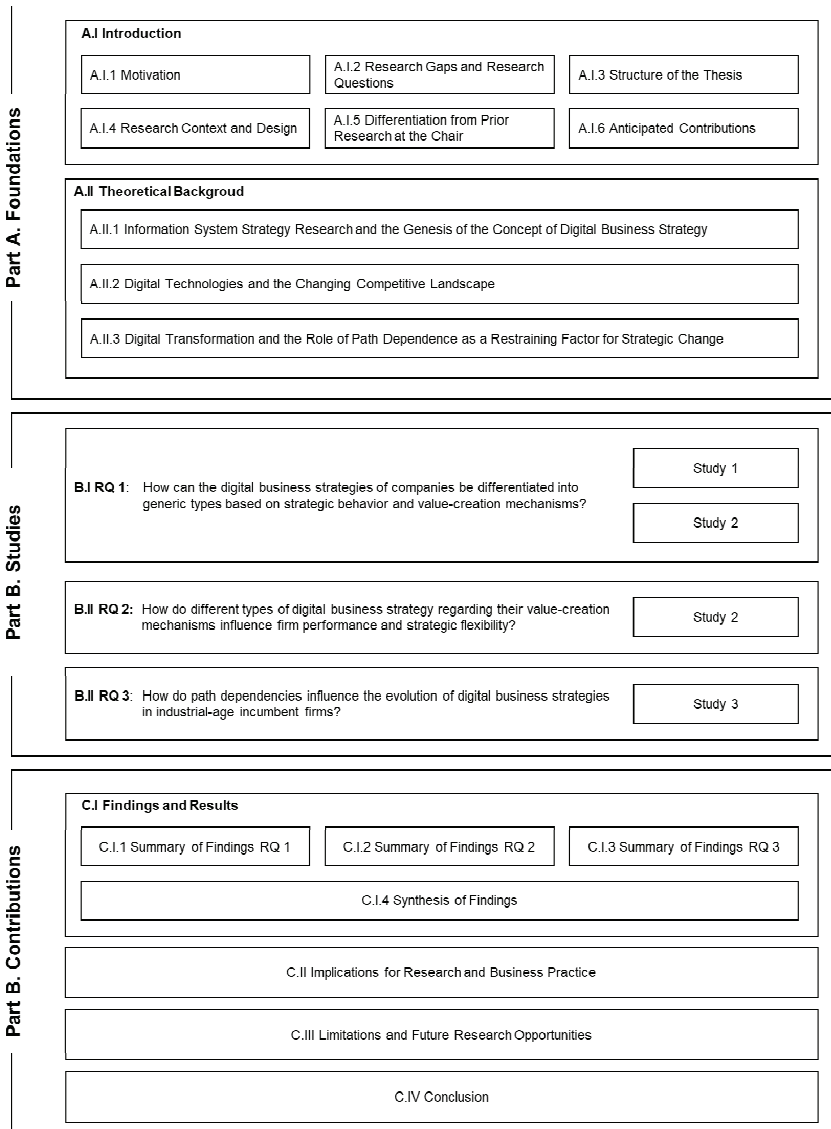 Part A. Foundations
A.I Introduction
A.I.1 Motivation
A.I.2 Research Gaps and Research
Questions
A.I.3 Structure of the Thesis
A.I.4 Research Context and Design
A.I.5 Differentiation from Prior
Research at the Chair
A.I.6 Anticipated Contributions
A.II Theoretical Backgroud
A.II.1 Information System Strategy Research and the Genesis of the Concept of Digital Business Strategy
A.II.2 Digital Technologies and the Changing Competitive Landscape
A.II.3 Digital Transformation and the Role of Path Dependence as a Restraining Factor for Strategic Change
Part B. Studies
B.I RQ 1: How can the digital business strategies of companies be differentiated into
generic types based on strategic behavior and value-creation mechanisms?
Study 1
Study 2
B.II RQ 2: How do different types of digital business strategy regarding their value-creation
mechanisms influence firm performance and strategic flexibility?
Study 2
B.II RQ 3: How do path dependencies influence the evolution of digital business strategies
in industrial-age incumbent firms?
Study 3
Part B. Contributions
C.I Findings and Results
C.I.1 Summary of Findings RQ 1
C.I.2 Summary of Findings RQ 2
C.I.3 Summary of Findings RQ 3
C.I.4 Synthesis of Findings
C.II Implications for Research and Business Practice
C.III Limitations and Future Research Opportunities
C.IV Conclusion